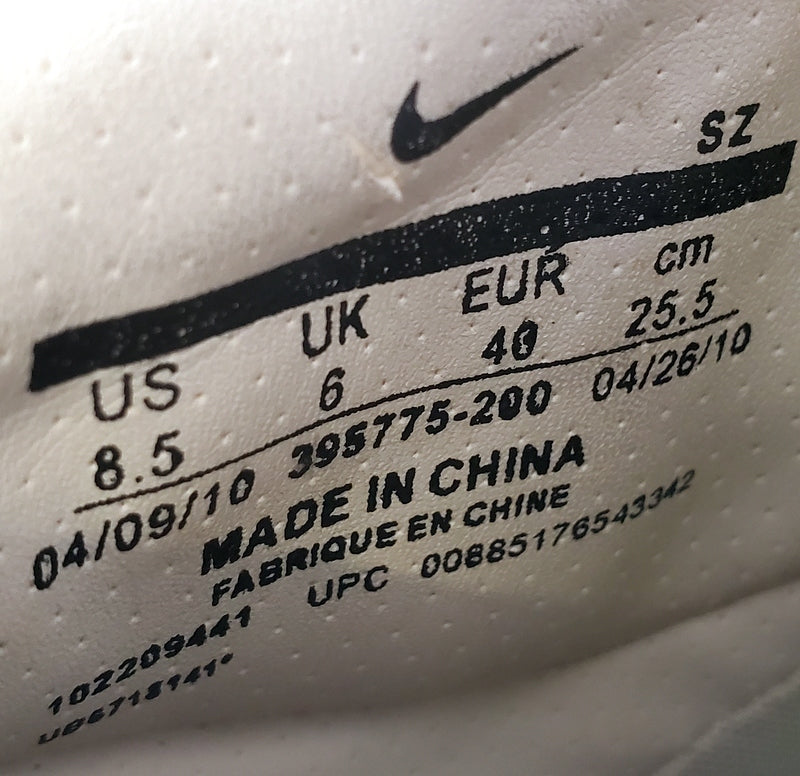 SZ
US UK EUR cm
8.5 6 40 25.5
04/09/10 395775-200 04/26/10
MADE IN CHINA
FABRIQUE EN CHINE
UPC 00885176543342
102209441